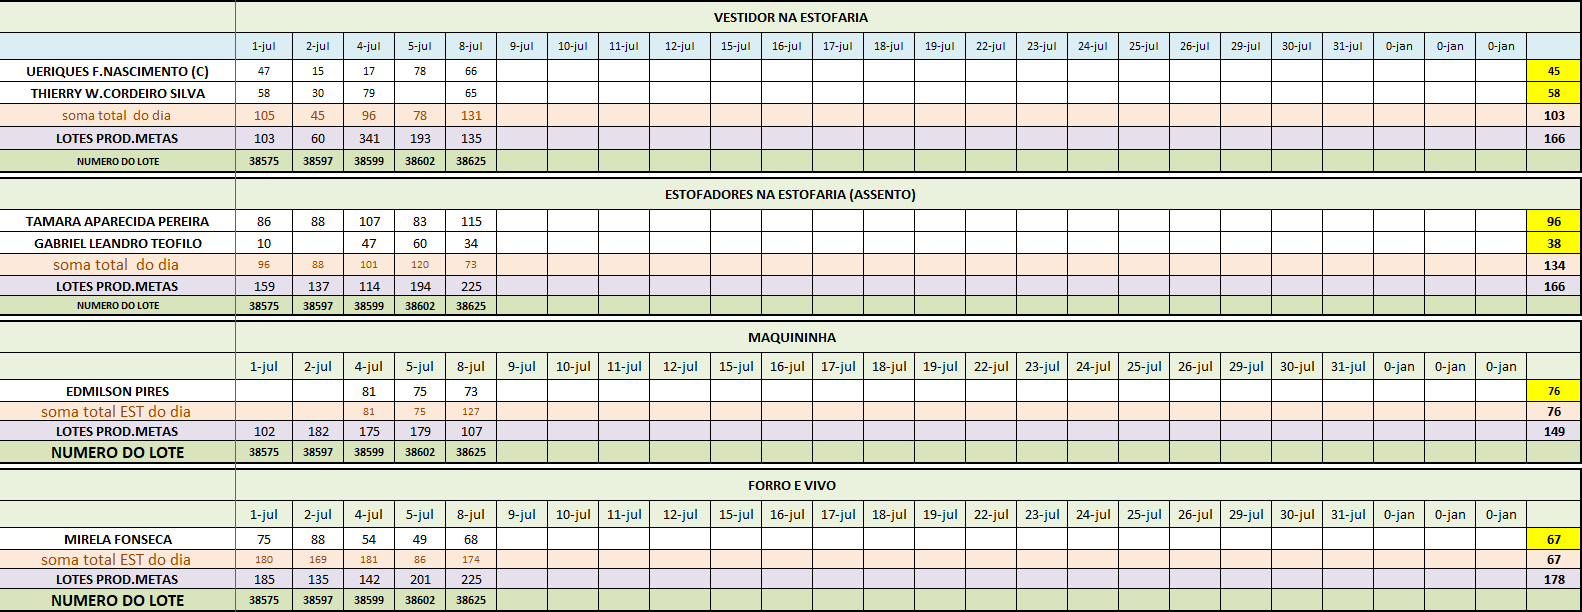 VESTIDOR NA ESTOFARIA
1-jul 2-jul 4-jul 5-jul 8-jul 9-jul 10-jul 11-jul 12-jul 15-jul 16-jul 17-jul 18-jul 19-jul 22-jul 23-jul 24-jul 25-jul 26-jul 29-jul 30-jul 31-jul 0-jan 0-jan 0-jan
UERIQUES F.NASCIMENTO (C) 47 15 17 78 66 45
THIERRY W.CORDEIRO SILVA 58 30 79 65 58
soma total do dia 105 45 96 78 131 103
LOTES PROD.METAS 103 60 341 193 135 166
NUMERO DO LOTE 38575 38597 38599 38602 38625
ESTOFADORES NA ESTOFARIA (ASSENTO)
TAMARA APARECIDA PEREIRA 86 88 107 83 115 96
GABRIEL LEANDRO TEOFILO 10 47 60 34 38
soma total do dia 96 88 101 120 73 134
LOTES PROD.METAS 159 137 114 194 225 166
NUMERO DO LOTE 38575 38597 38599 38602 38625
MAQUININHA
1-jul 2-jul 4-jul 5-jul 8-jul 9-jul 10-jul 11-jul 12-jul 15-jul 16-jul 17-jul 18-jul 19-jul 22-jul 23-jul 24-jul 25-jul 26-jul 29-jul 30-jul 31-jul 0-jan 0-jan 0-jan
EDMILSON PIRES 81 75 73 76
soma total EST do dia 81 75 127 76
LOTES PROD.METAS 102 182 175 179 107 149
NUMERO DO LOTE 38575 38597 38599 38602 38625
FORRO E VIVO
1-jul 2-jul 4-jul 5-jul 8-jul 9-jul 10-jul 11-jul 12-jul 15-jul 16-jul 17-jul 18-jul 19-jul 22-jul 23-jul 24-jul 25-jul 26-jul 29-jul 30-jul 31-jul 0-jan 0-jan 0-jan
MIRELA FONSECA 75 88 54 49 68 67
soma total EST do dia 180 169 181 86 174 67
LOTES PROD.METAS 185 135 142 201 225 178
NUMERO DO LOTE 38575 38597 38599 38602 38625